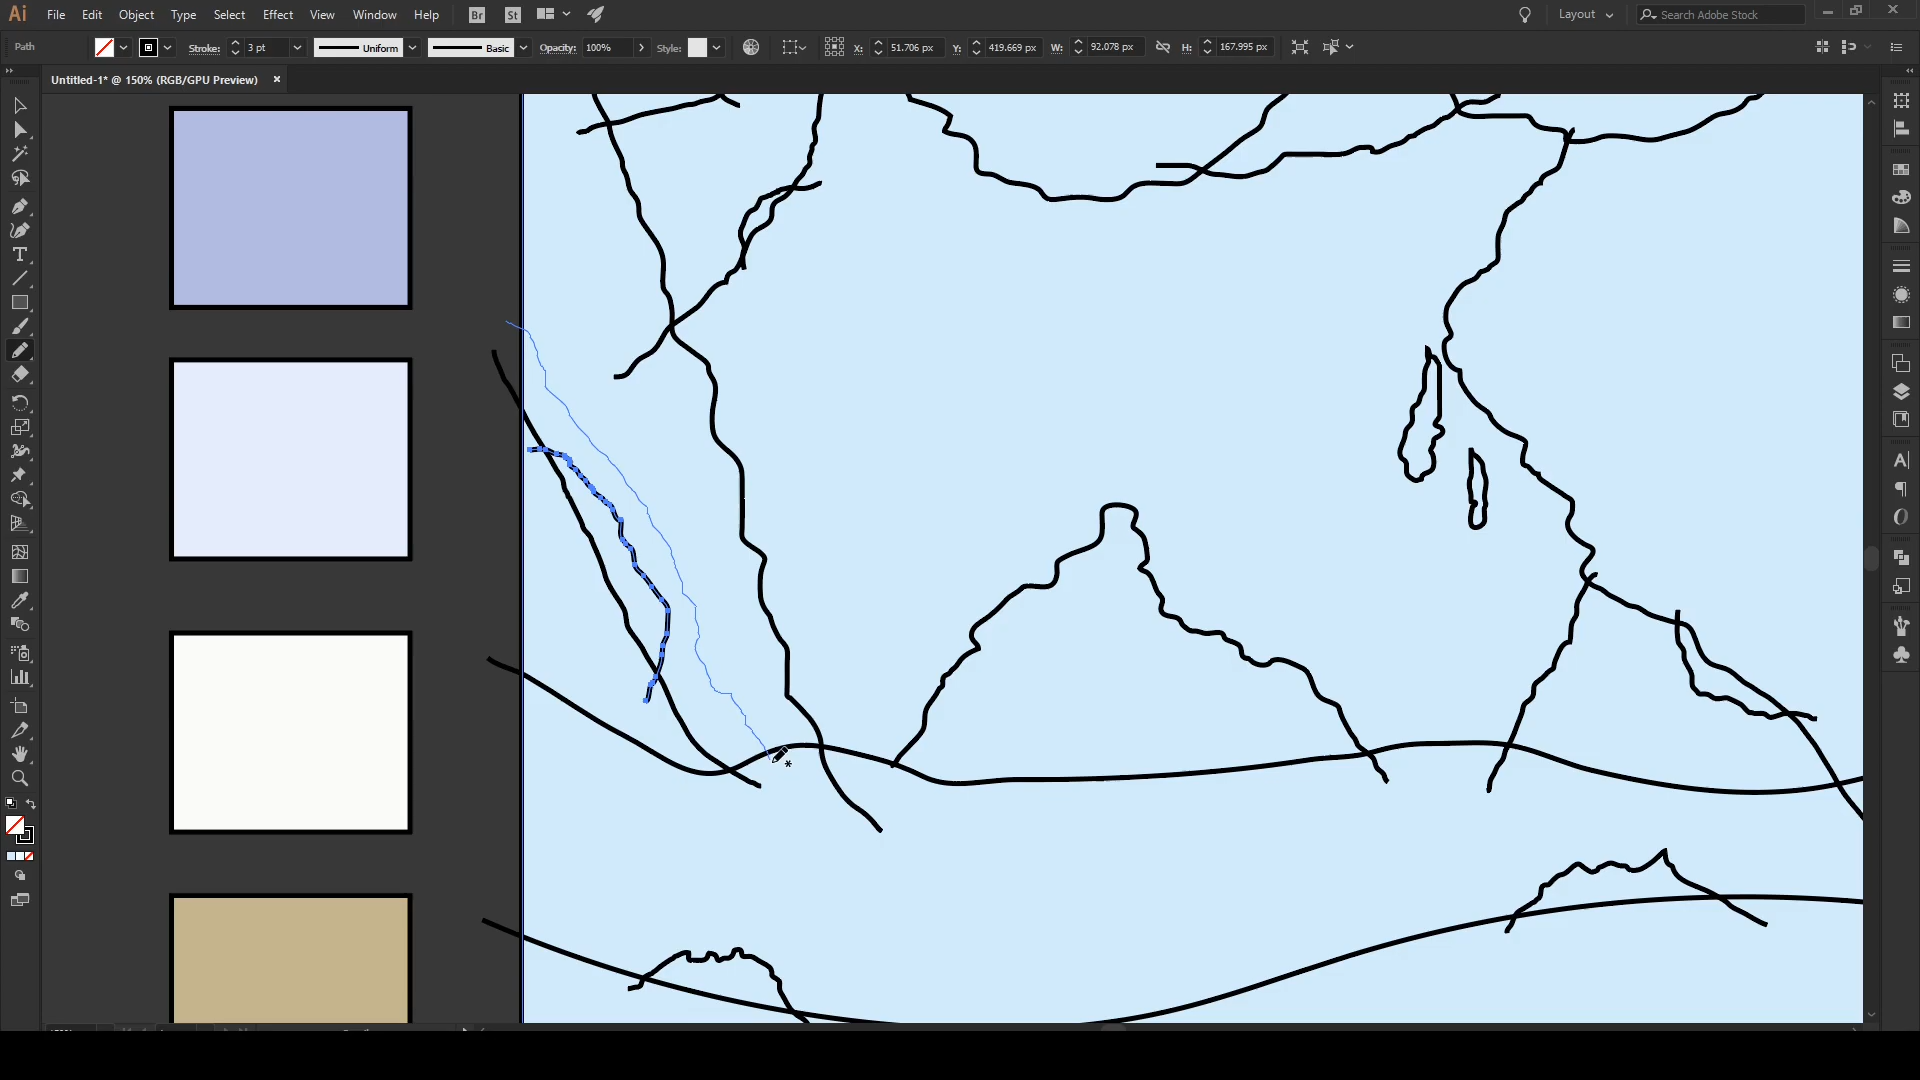 Ai File Edit Object Type Select Effect View Window Help Br St Layout Search Adobe Stock
Path Stroke: 3 pt Uniform Basic Opacity: 100% Style: X: 51.706 px Y: 419.669 px W: 92.078 px H: 167.995 px
Untitled-1* @ 150% (RGB/GPU Preview) ×